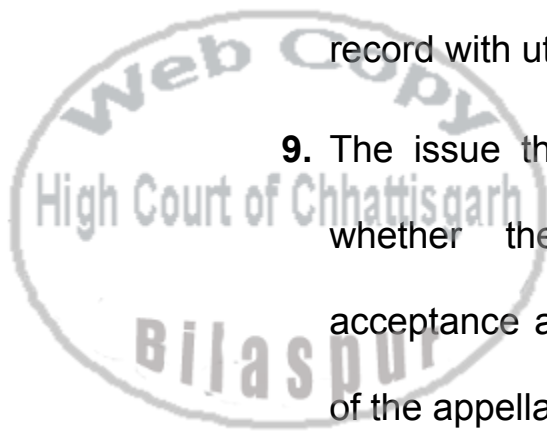 Web Copy
High Court of Chhattisgarh
Bilaspur
record with ut
9. The issue th
whether the
acceptance a
of the appella